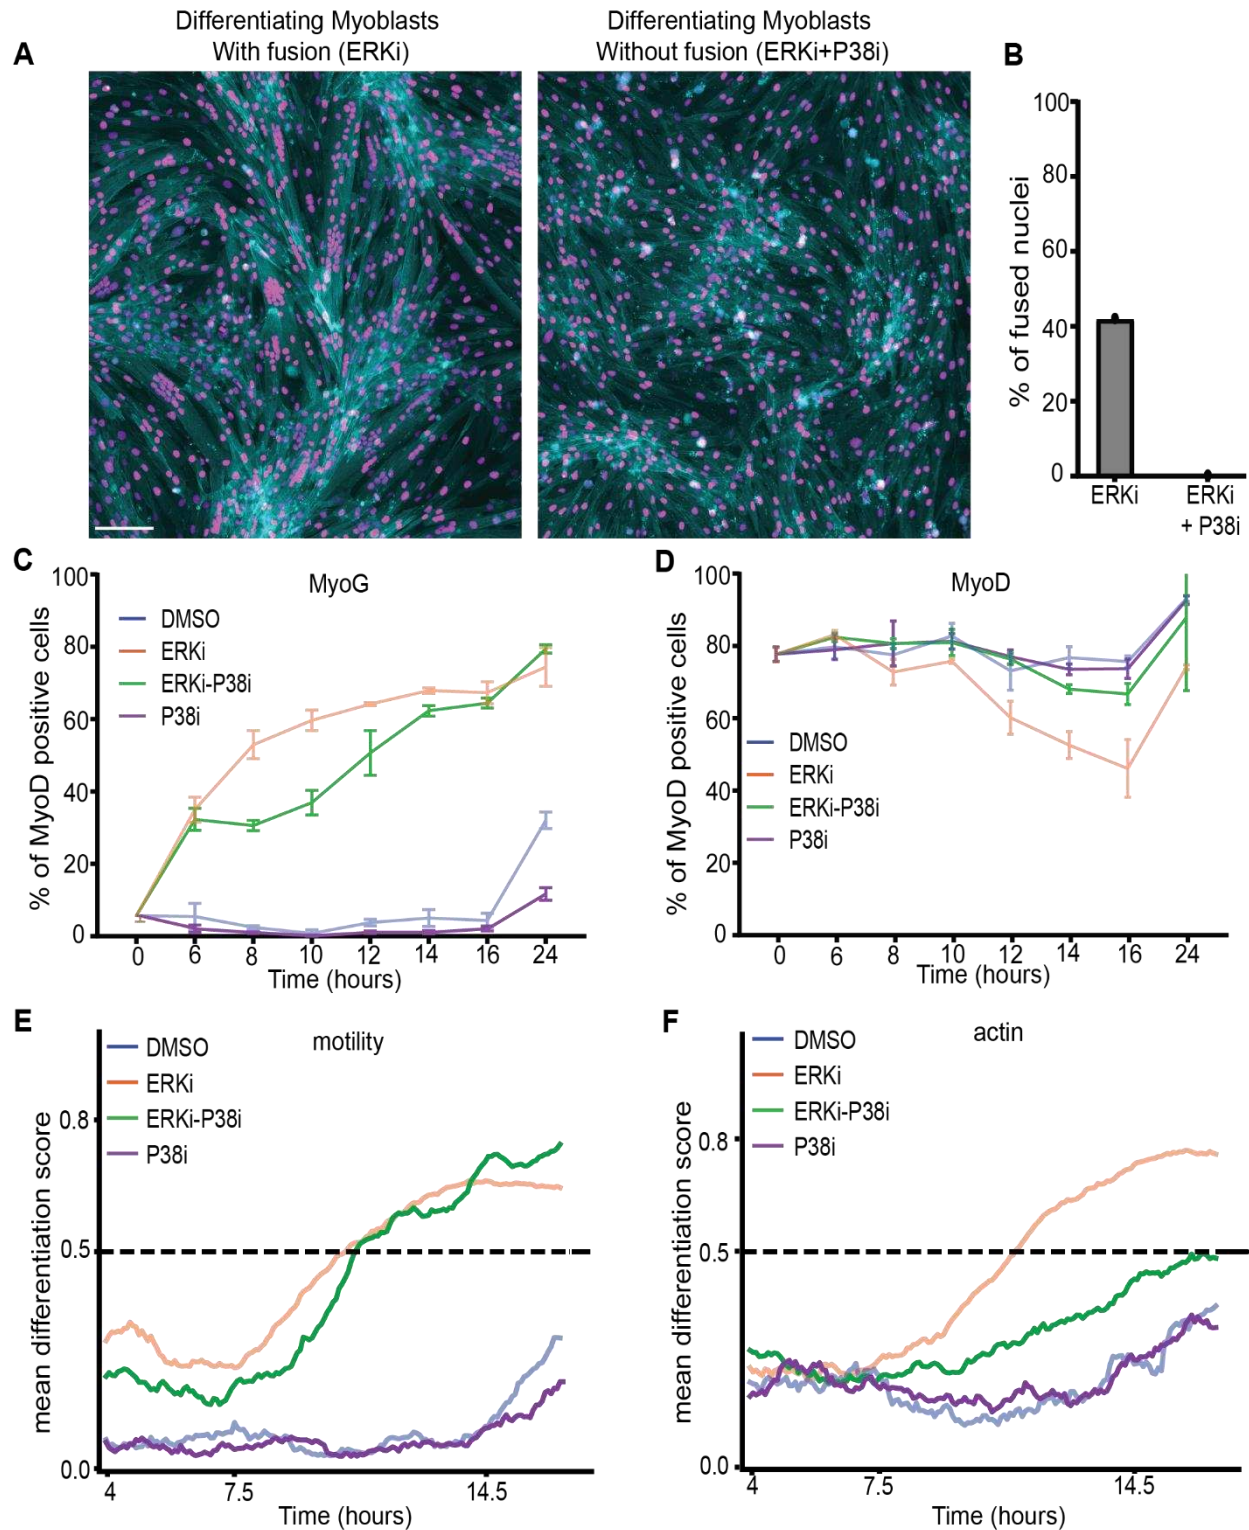 Differentiating Myoblasts
With fusion (ERKi)
Differentiating Myoblasts
Without fusion (ERKi+P38i)
A
B
% of fused nuclei
100
80
60
40
20
0
ERKi
ERKi
+ P38i
C
MyoG
% of MyoD positive cells
100
80
60
40
20
0
DMSO
ERKi
ERKi-P38i
P38i
0 6 8 10 12 14 16 24
Time (hours)
D
MyoD
% of MyoD positive cells
100
80
60
40
20
0
DMSO
ERKi
ERKi-P38i
P38i
0 6 8 10 12 14 16 24
Time (hours)
E
motility
mean differentiation score
DMSO
ERKi
ERKi-P38i
P38i
0.8
0.5
0.0
4 7.5 14.5
Time (hours)
F
actin
mean differentiation score
DMSO
ERKi
ERKi-P38i
P38i
0.8
0.5
0.0
4 7.5 14.5
Time (hours)